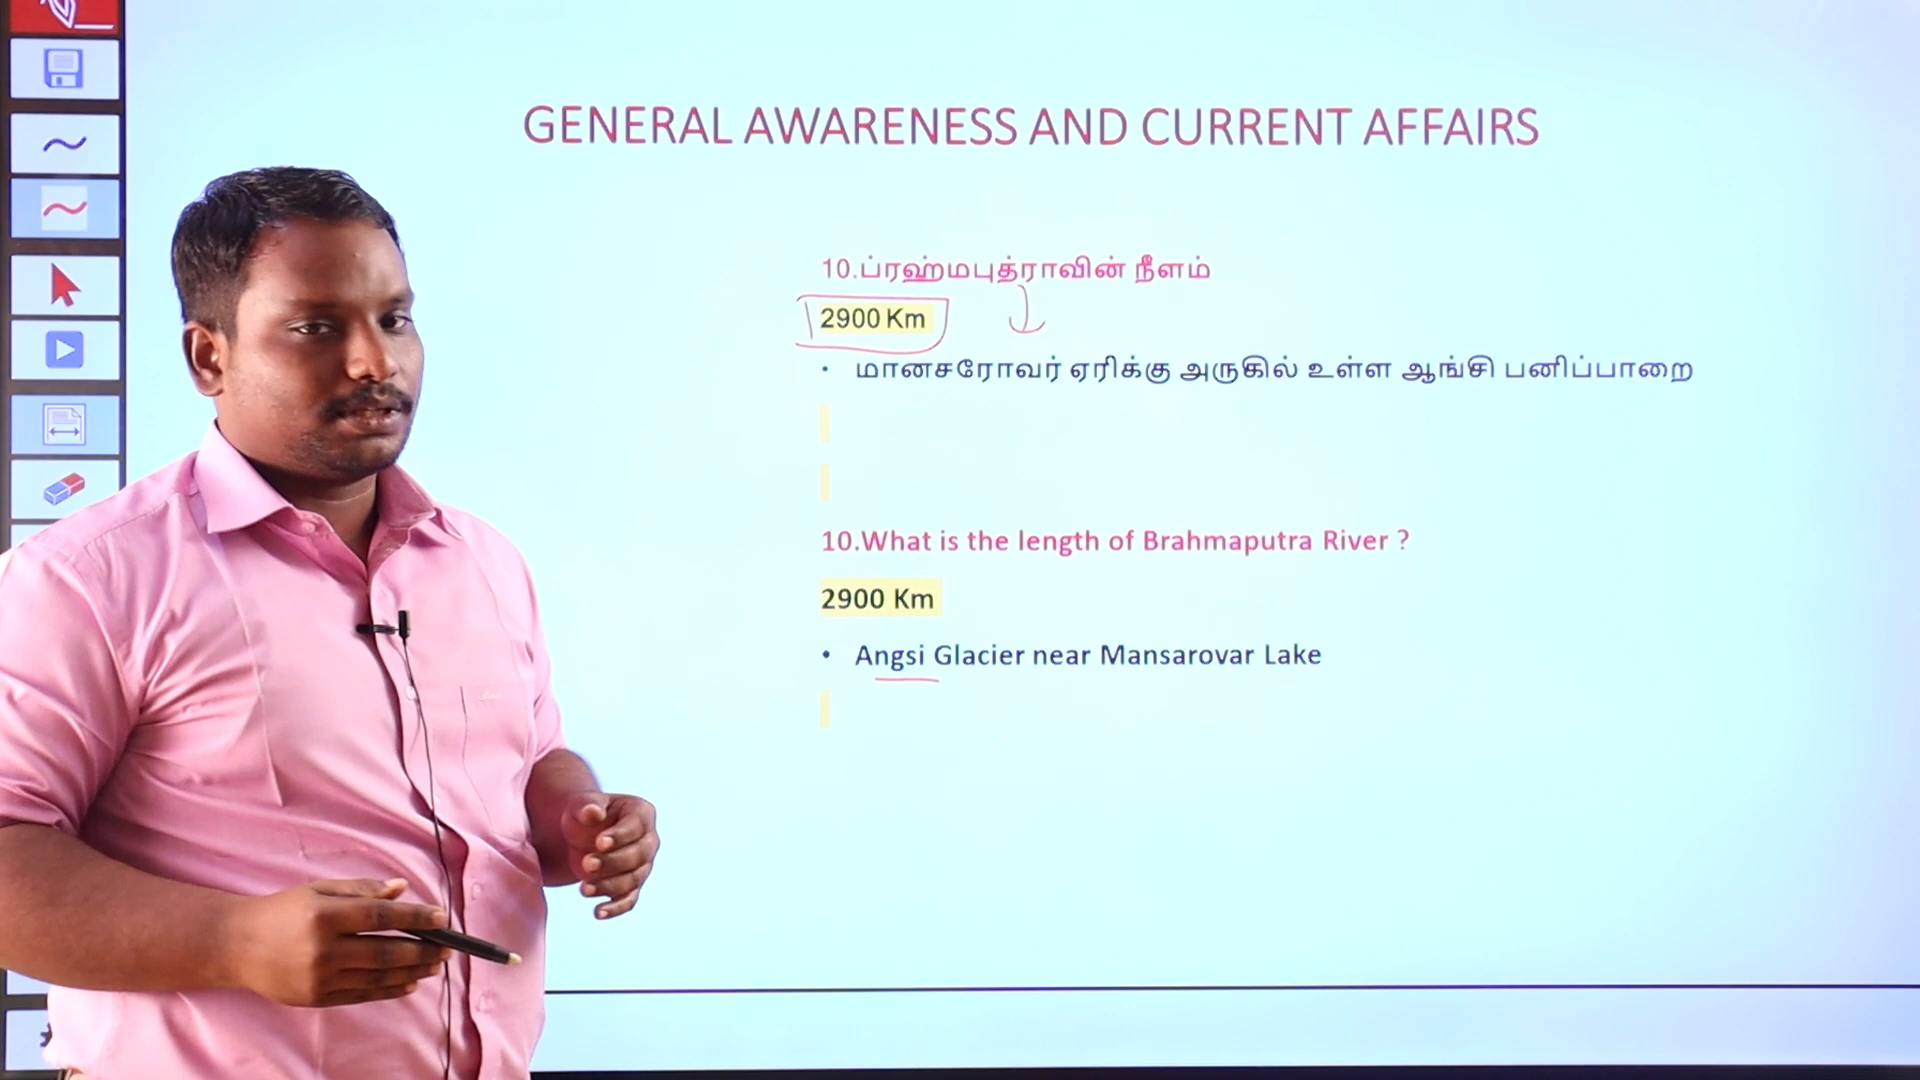 GENERAL AWARENESS AND CURRENT AFFAIRS
10.ப்ரஹ்மபுத்ராவின் நீளம்
2900 Km
• மானசரோவர் ஏரிக்கு அருகில் உள்ள ஆங்சி பனிப்பாறை
10.What is the length of Brahmaputra River ?
2900 Km
• Angsi Glacier near Mansarovar Lake